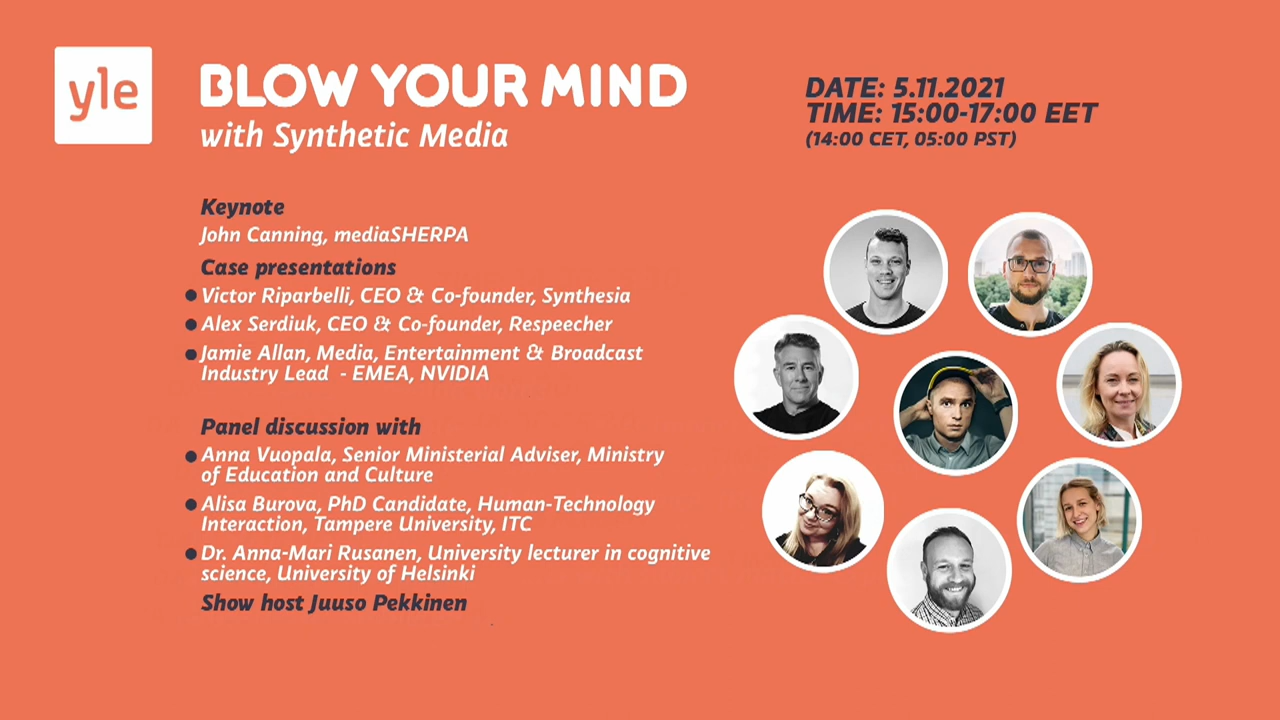 yle
BLOW YOUR MIND
with Synthetic Media
DATE: 5.11.2021
TIME: 15:00-17:00 EET
(14:00 CET, 05:00 PST)
Keynote
John Canning, mediaSHERPA
Case presentations
● Victor Riparbelli, CEO & Co-founder, Synthesia
● Alex Serdiuk, CEO & Co-founder, Respeecher
● Jamie Allan, Media, Entertainment & Broadcast
Industry Lead - EMEA, NVIDIA
Panel discussion with
● Anna Vuopala, Senior Ministerial Adviser, Ministry
of Education and Culture
● Alisa Burova, PhD Candidate, Human-Technology
Interaction, Tampere University, ITC
● Dr. Anna-Mari Rusanen, University lecturer in cognitive
science, University of Helsinki
Show host Juuso Pekkinen